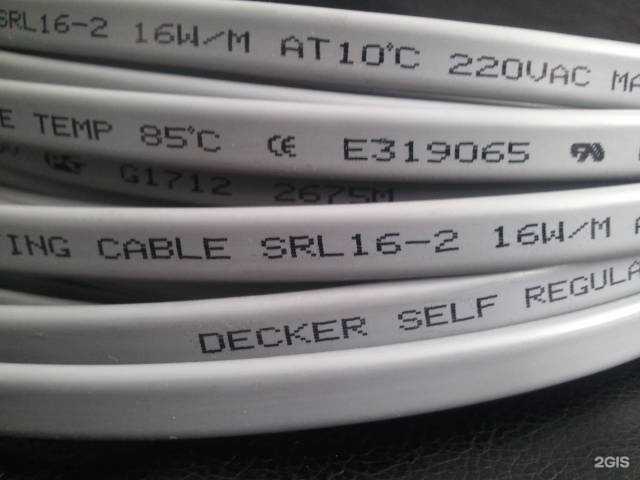 SRL16-2 16W/M AT10°C 220VAC MA
E TEMP 85°C CE E319065
G1712 2675M
ING CABLE SRL16-2 16W/M A
DECKER SELF REGULA
2GIS